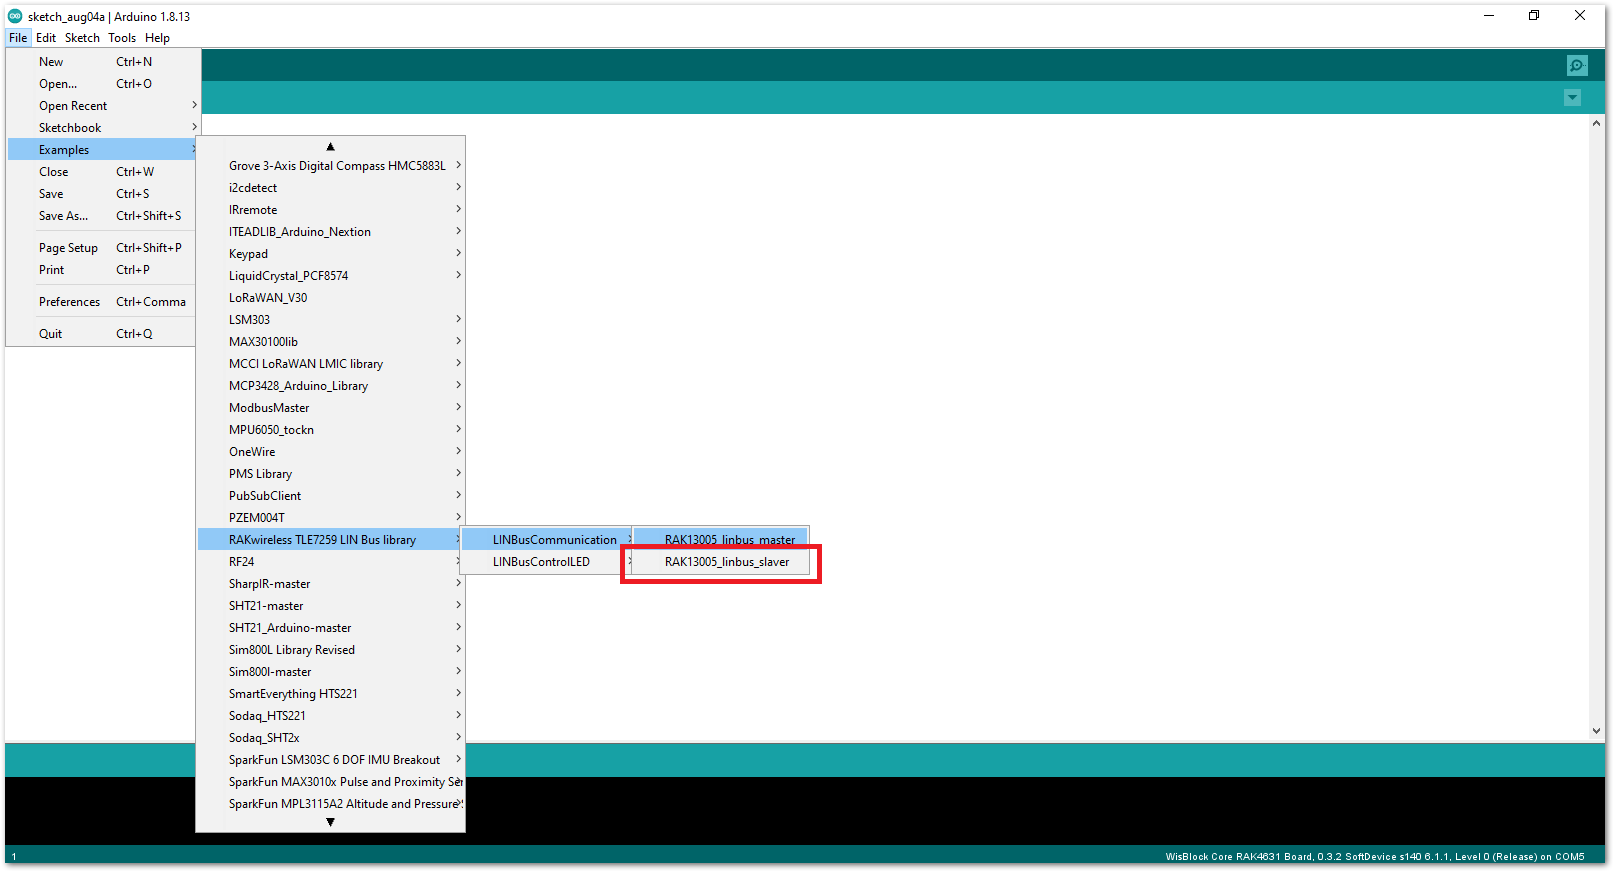 sketch_aug04a | Arduino 1.8.13
File Edit Sketch Tools Help
New Ctrl+N
Open... Ctrl+O
Open Recent
Sketchbook
Examples
Close Ctrl+W
Save Ctrl+S
Save As... Ctrl+Shift+S
Page Setup Ctrl+Shift+P
Print Ctrl+P
Preferences Ctrl+Comma
Quit Ctrl+Q
Grove 3-Axis Digital Compass HMC5883L
i2cdetect
IRremote
ITEADLIB_Arduino_Nextion
Keypad
LiquidCrystal_PCF8574
LoRaWAN_V30
LSM303
MAX30100lib
MCCI LoRaWAN LMIC library
MCP3428_Arduino_Library
ModbusMaster
MPU6050_tockn
OneWire
PMS Library
PubSubClient
PZEM004T
RAKwireless TLE7259 LIN Bus library
RF24
SharpIR-master
SHT21-master
SHT21_Arduino-master
Sim800L Library Revised
Sim800l-master
SmartEverything HTS221
Sodaq_HTS221
Sodaq_SHT2x
SparkFun LSM303C 6 DOF IMU Breakout
SparkFun MAX3010x Pulse and Proximity
SparkFun MPL3115A2 Altitude and Pressure
LINBusCommunication
LINBusControlLED
RAK13005_linbus_master
RAK13005_linbus_slaver
1
WisBlock Core RAK4631 Board, 0.3.2 SoftDevice s140 6.1.1, Level 0 (Release) on COM5